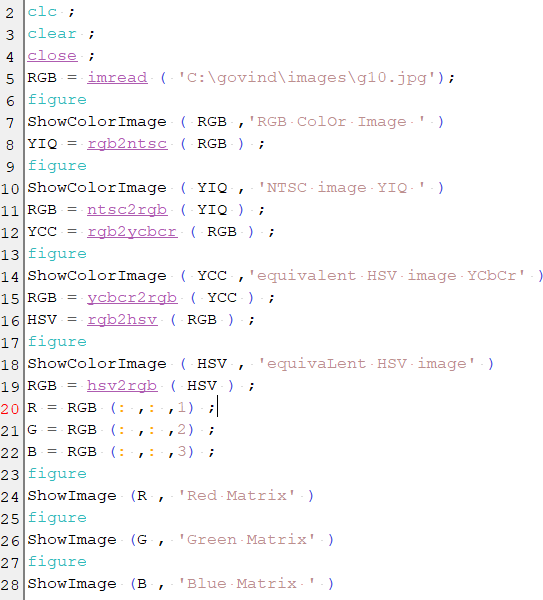 2 clc ;
3 clear ;
4 close ;
5 RGB = imread ( 'C:\govind\images\g10.jpg');
6 figure
7 ShowColorImage ( RGB ,'RGB ColOr Image ' )
8 YIQ = rgb2ntsc ( RGB ) ;
9 figure
10 ShowColorImage ( YIQ , 'NTSC image YIQ ' )
11 RGB = ntsc2rgb ( YIQ ) ;
12 YCC = rgb2ycbcr ( RGB ) ;
13 figure
14 ShowColorImage ( YCC ,'equivalent HSV image YCbCr' )
15 RGB = ycbcr2rgb ( YCC ) ;
16 HSV = rgb2hsv ( RGB ) ;
17 figure
18 ShowColorImage ( HSV , 'equivaLent HSV image' )
19 RGB = hsv2rgb ( HSV ) ;
20 R = RGB (: ,: ,1) ;
21 G = RGB (: ,: ,2) ;
22 B = RGB (: ,: ,3) ;
23 figure
24 ShowImage (R , 'Red Matrix' )
25 figure
26 ShowImage (G , 'Green Matrix' )
27 figure
28 ShowImage (B , 'Blue Matrix ' )